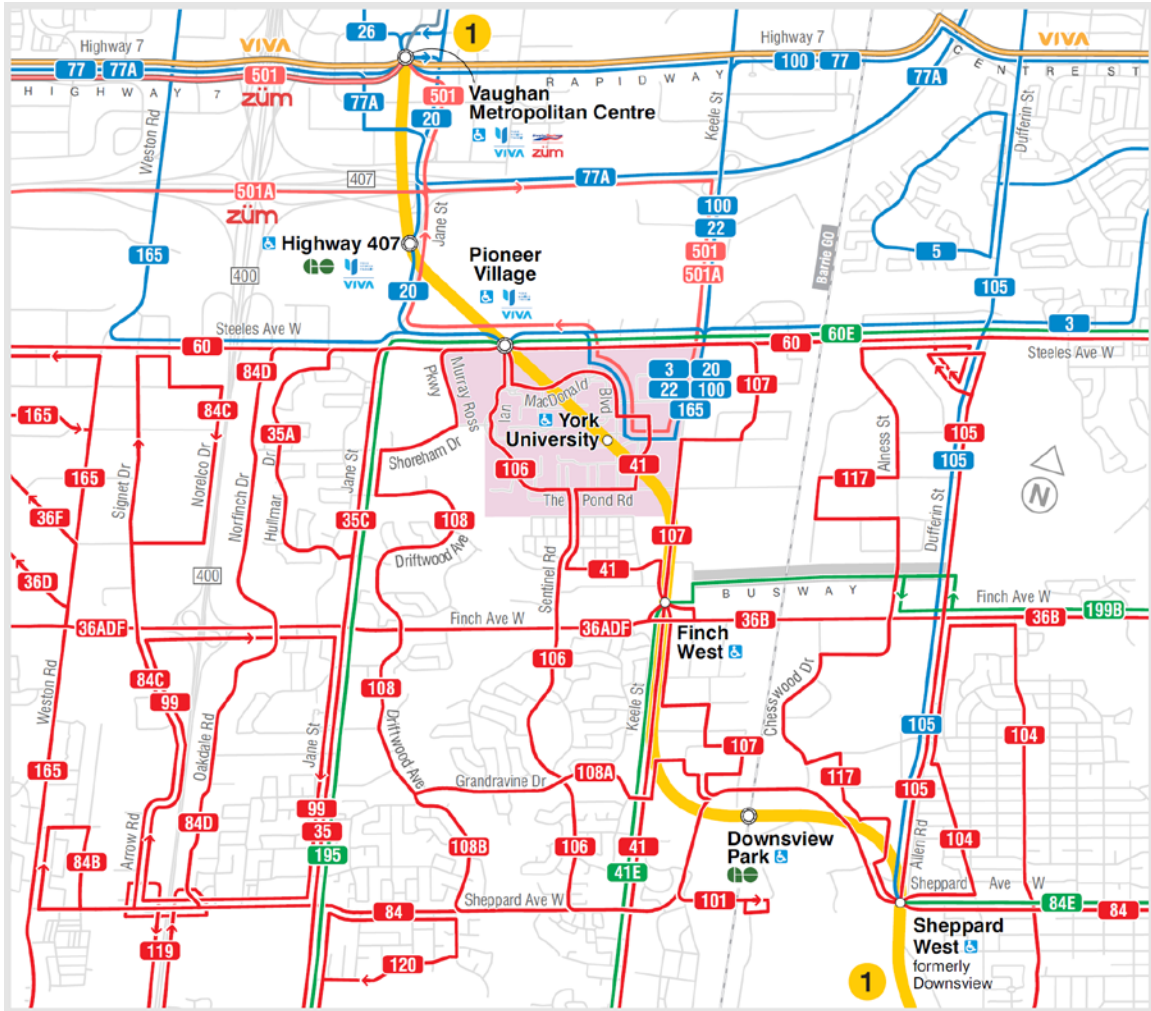 26
1
Highway 7
VIVA
Highway 7
VIVA
77
77A
501
züm
HIGHWAY 7
RAPIDWAY
100
77
77A
CENTREST
77A
501
20
Vaughan
Metropolitan Centre
VIVA
züm
Weston Rd
Keele St
Dufferin St
407
501A
züm
77A
Jane St
100
22
501
501A
Barrie GO
5
165
Highway 407
GO
VIVA
400
Pioneer
Village
VIVA
20
105
3
Steeles Ave W
60
60E
60
Steeles Ave W
84D
Murray Ross
Pkwy
Ian
MacDonald
Blvd
3
20
22
100
165
107
165
84C
35A
York
University
Alness St
105
105
Shoreham Dr
106
41
165
Signet Dr
Norelco Dr
Norfinch Dr
Hullmar Dr
Jane St
117
N
The Pond Rd
36F
35C
108
Driftwood Ave
107
Dufferin St
36D
400
Sentinel Rd
41
BUSWAY
Finch Ave W
199B
36ADF
Finch Ave W
36ADF
36B
36B
Finch
West
84C
99
106
Weston Rd
108
Keele St
Chesswood Dr
Oakdale Rd
Jane St
Driftwood Ave
105
104
107
165
Grandravine Dr
108A
117
105
99
35
195
Arrow Rd
84D
84B
108B
106
41
41E
Downsview
Park
GO
Allen Rd
104
Sheppard Ave W
Sheppard Ave W
84
101
84E
84
119
120
Sheppard
West
formerly
Downsview
1